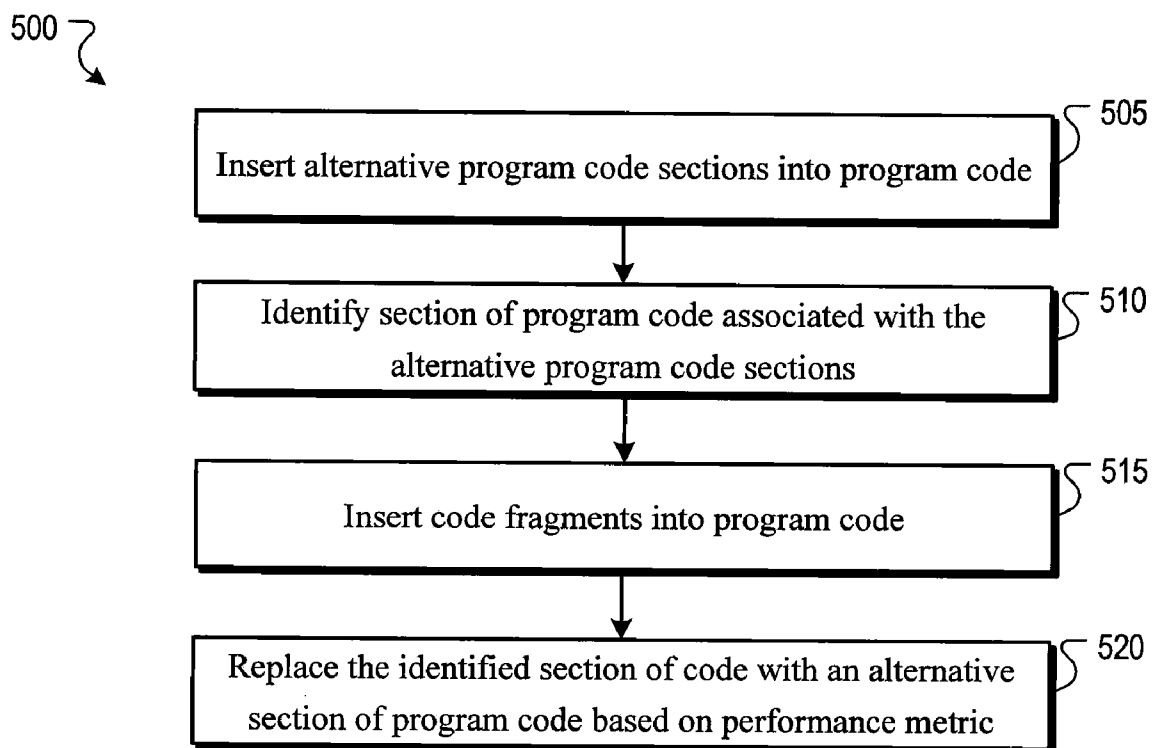 500
505
Insert alternative program code sections into program code
510
Identify section of program code associated with the
alternative program code sections
515
Insert code fragments into program code
520
Replace the identified section of code with an alternative
section of program code based on performance metric